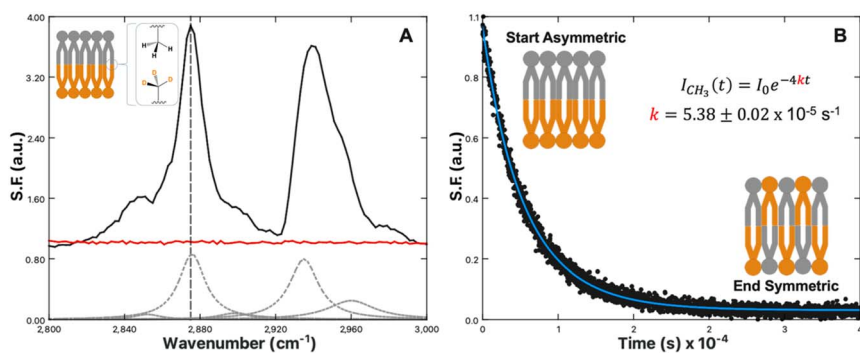 A
4.00
3.20
2.40
1.60
0.80
0.00
S.F. (a.u.)
H
H
H
D
D
D
2,800
2,840
2,880
2,920
2,960
3,000
Wavenumber (cm⁻¹)
B
1.1
0.9
0.7
0.4
0.2
0.0
S.F. (a.u.)
Start Asymmetric
I_CH₃(t) = I₀e^−4kt
k = 5.38 ± 0.02 x 10⁻⁵ s⁻¹
End Symmetric
0
1
2
3
4
Time (s) x 10⁻⁴